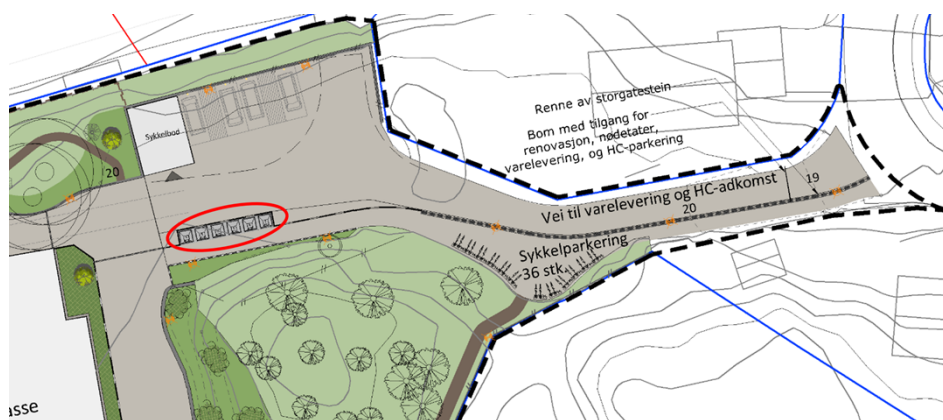 Renne av storgatestein
Bom med tilgang for
renovasjon, nødetater,
varelevering, og HC-parkering
Sykkelbod
20
Vei til varelevering og HC-adkomst
19
20
Sykkelparkering
36 stk.
asse